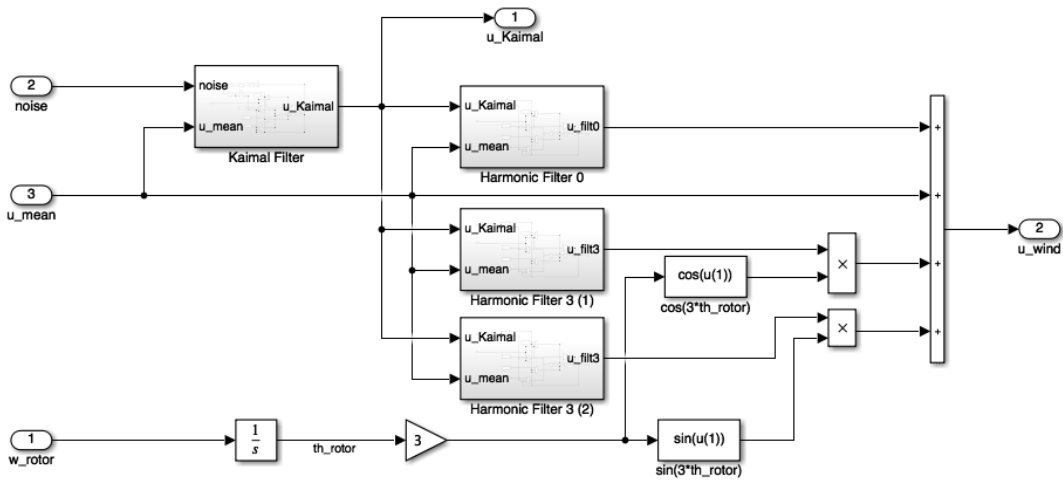 1
u_Kaimal
2
noise
noise
u_mean
u_Kaimal
Kaimal Filter
u_Kaimal
u_mean
u_filt0
Harmonic Filter 0
3
u_mean
u_Kaimal
u_mean
u_filt3
Harmonic Filter 3 (1)
cos(u(1))
cos(3*th_rotor)
×
+
+
+
+
2
u_wind
u_Kaimal
u_mean
u_filt3
Harmonic Filter 3 (2)
×
1
w_rotor
1
s
th_rotor
3
sin(u(1))
sin(3*th_rotor)